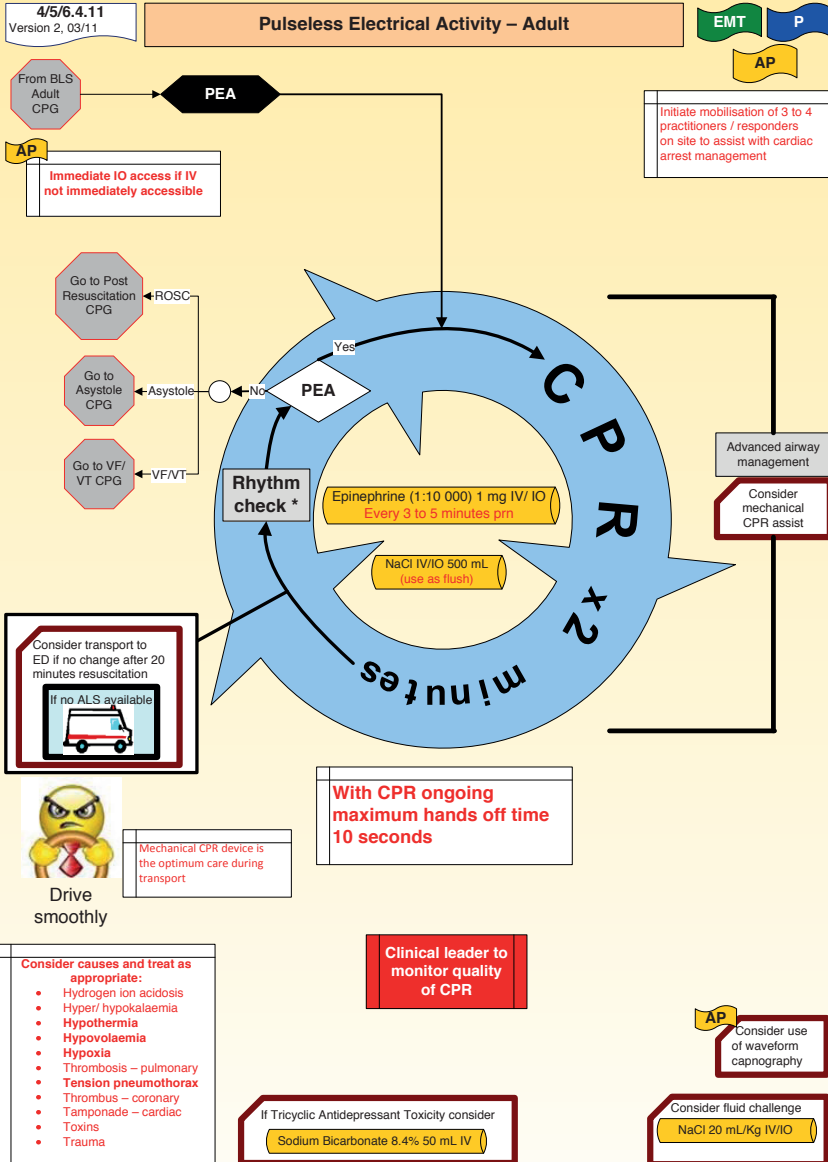 4/5/6.4.11
Version 2, 03/11
Pulseless Electrical Activity – Adult
EMT
P
AP
From BLS
Adult
CPG
PEA
Initiate mobilisation of 3 to 4
practitioners / responders
on site to assist with cardiac
arrest management
AP
Immediate IO access if IV
not immediately accessible
Go to Post
Resuscitation
CPG
ROSC
Go to
Asystole
CPG
Asystole
Go to VF/
VT CPG
VF/VT
No
Yes
PEA
Rhythm
check *
CPR x2 minutes
Epinephrine (1:10 000) 1 mg IV/ IO
Every 3 to 5 minutes prn
NaCl IV/IO 500 mL
(use as flush)
Advanced airway
management
Consider
mechanical
CPR assist
Consider transport to
ED if no change after 20
minutes resuscitation
If no ALS available
With CPR ongoing
maximum hands off time
10 seconds
Mechanical CPR device is
the optimum care during
transport
Drive
smoothly
Clinical leader to
monitor quality
of CPR
Consider causes and treat as
appropriate:
• Hydrogen ion acidosis
• Hyper/ hypokalaemia
• Hypothermia
• Hypovolaemia
• Hypoxia
• Thrombosis – pulmonary
• Tension pneumothorax
• Thrombus – coronary
• Tamponade – cardiac
• Toxins
• Trauma
AP
Consider use
of waveform
capnography
If Tricyclic Antidepressant Toxicity consider
Sodium Bicarbonate 8.4% 50 mL IV
Consider fluid challenge
NaCl 20 mL/Kg IV/IO